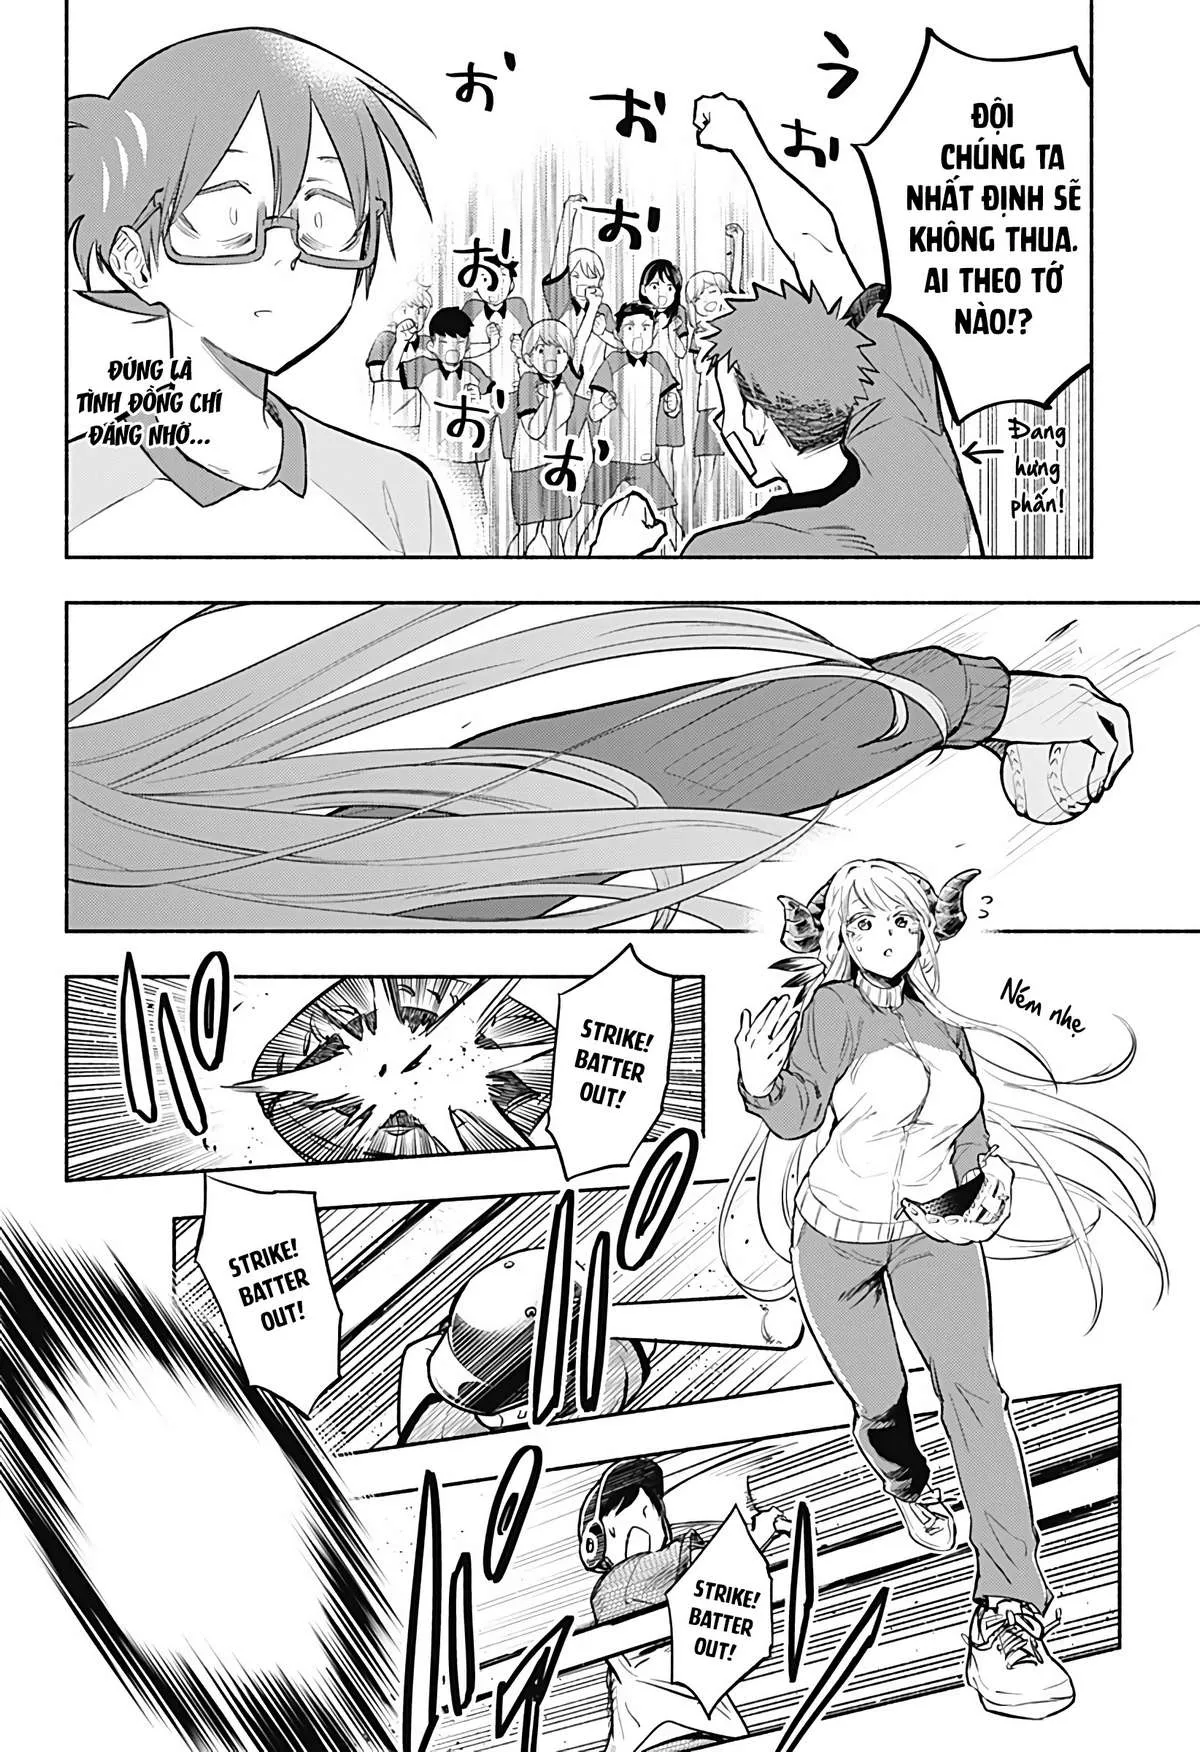 ĐỘI
CHÚNG TA
NHẤT ĐỊNH SẼ
KHÔNG THUA.
AI THEO TỚ
NÀO!?
Đang
hưng
phấn!
う
お
お
お
お
お
お
お
お
ĐÚNG LÀ
TÌNH ĐỒNG CHÍ
ĐÁNG NHỜ...
Ném nhẹ
STRIKE!
BATTER
OUT!
STRIKE!
BATTER
OUT!
STRIKE!
BATTER
OUT!